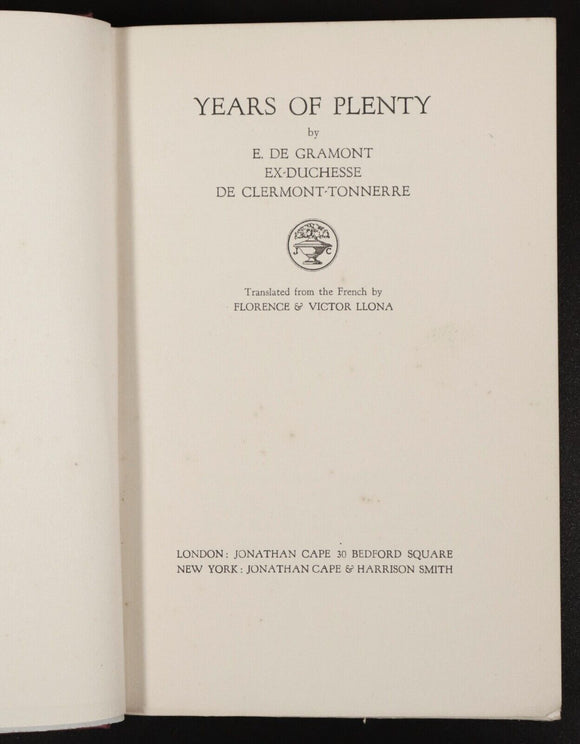 YEARS OF PLENTY
by
E. DE GRAMONT
EX-DUCHESSE
DE CLERMONT-TONNERRE
J C
Translated from the French by
FLORENCE & VICTOR LLONA
LONDON: JONATHAN CAPE 30 BEDFORD SQUARE
NEW YORK: JONATHAN CAPE & HARRISON SMITH